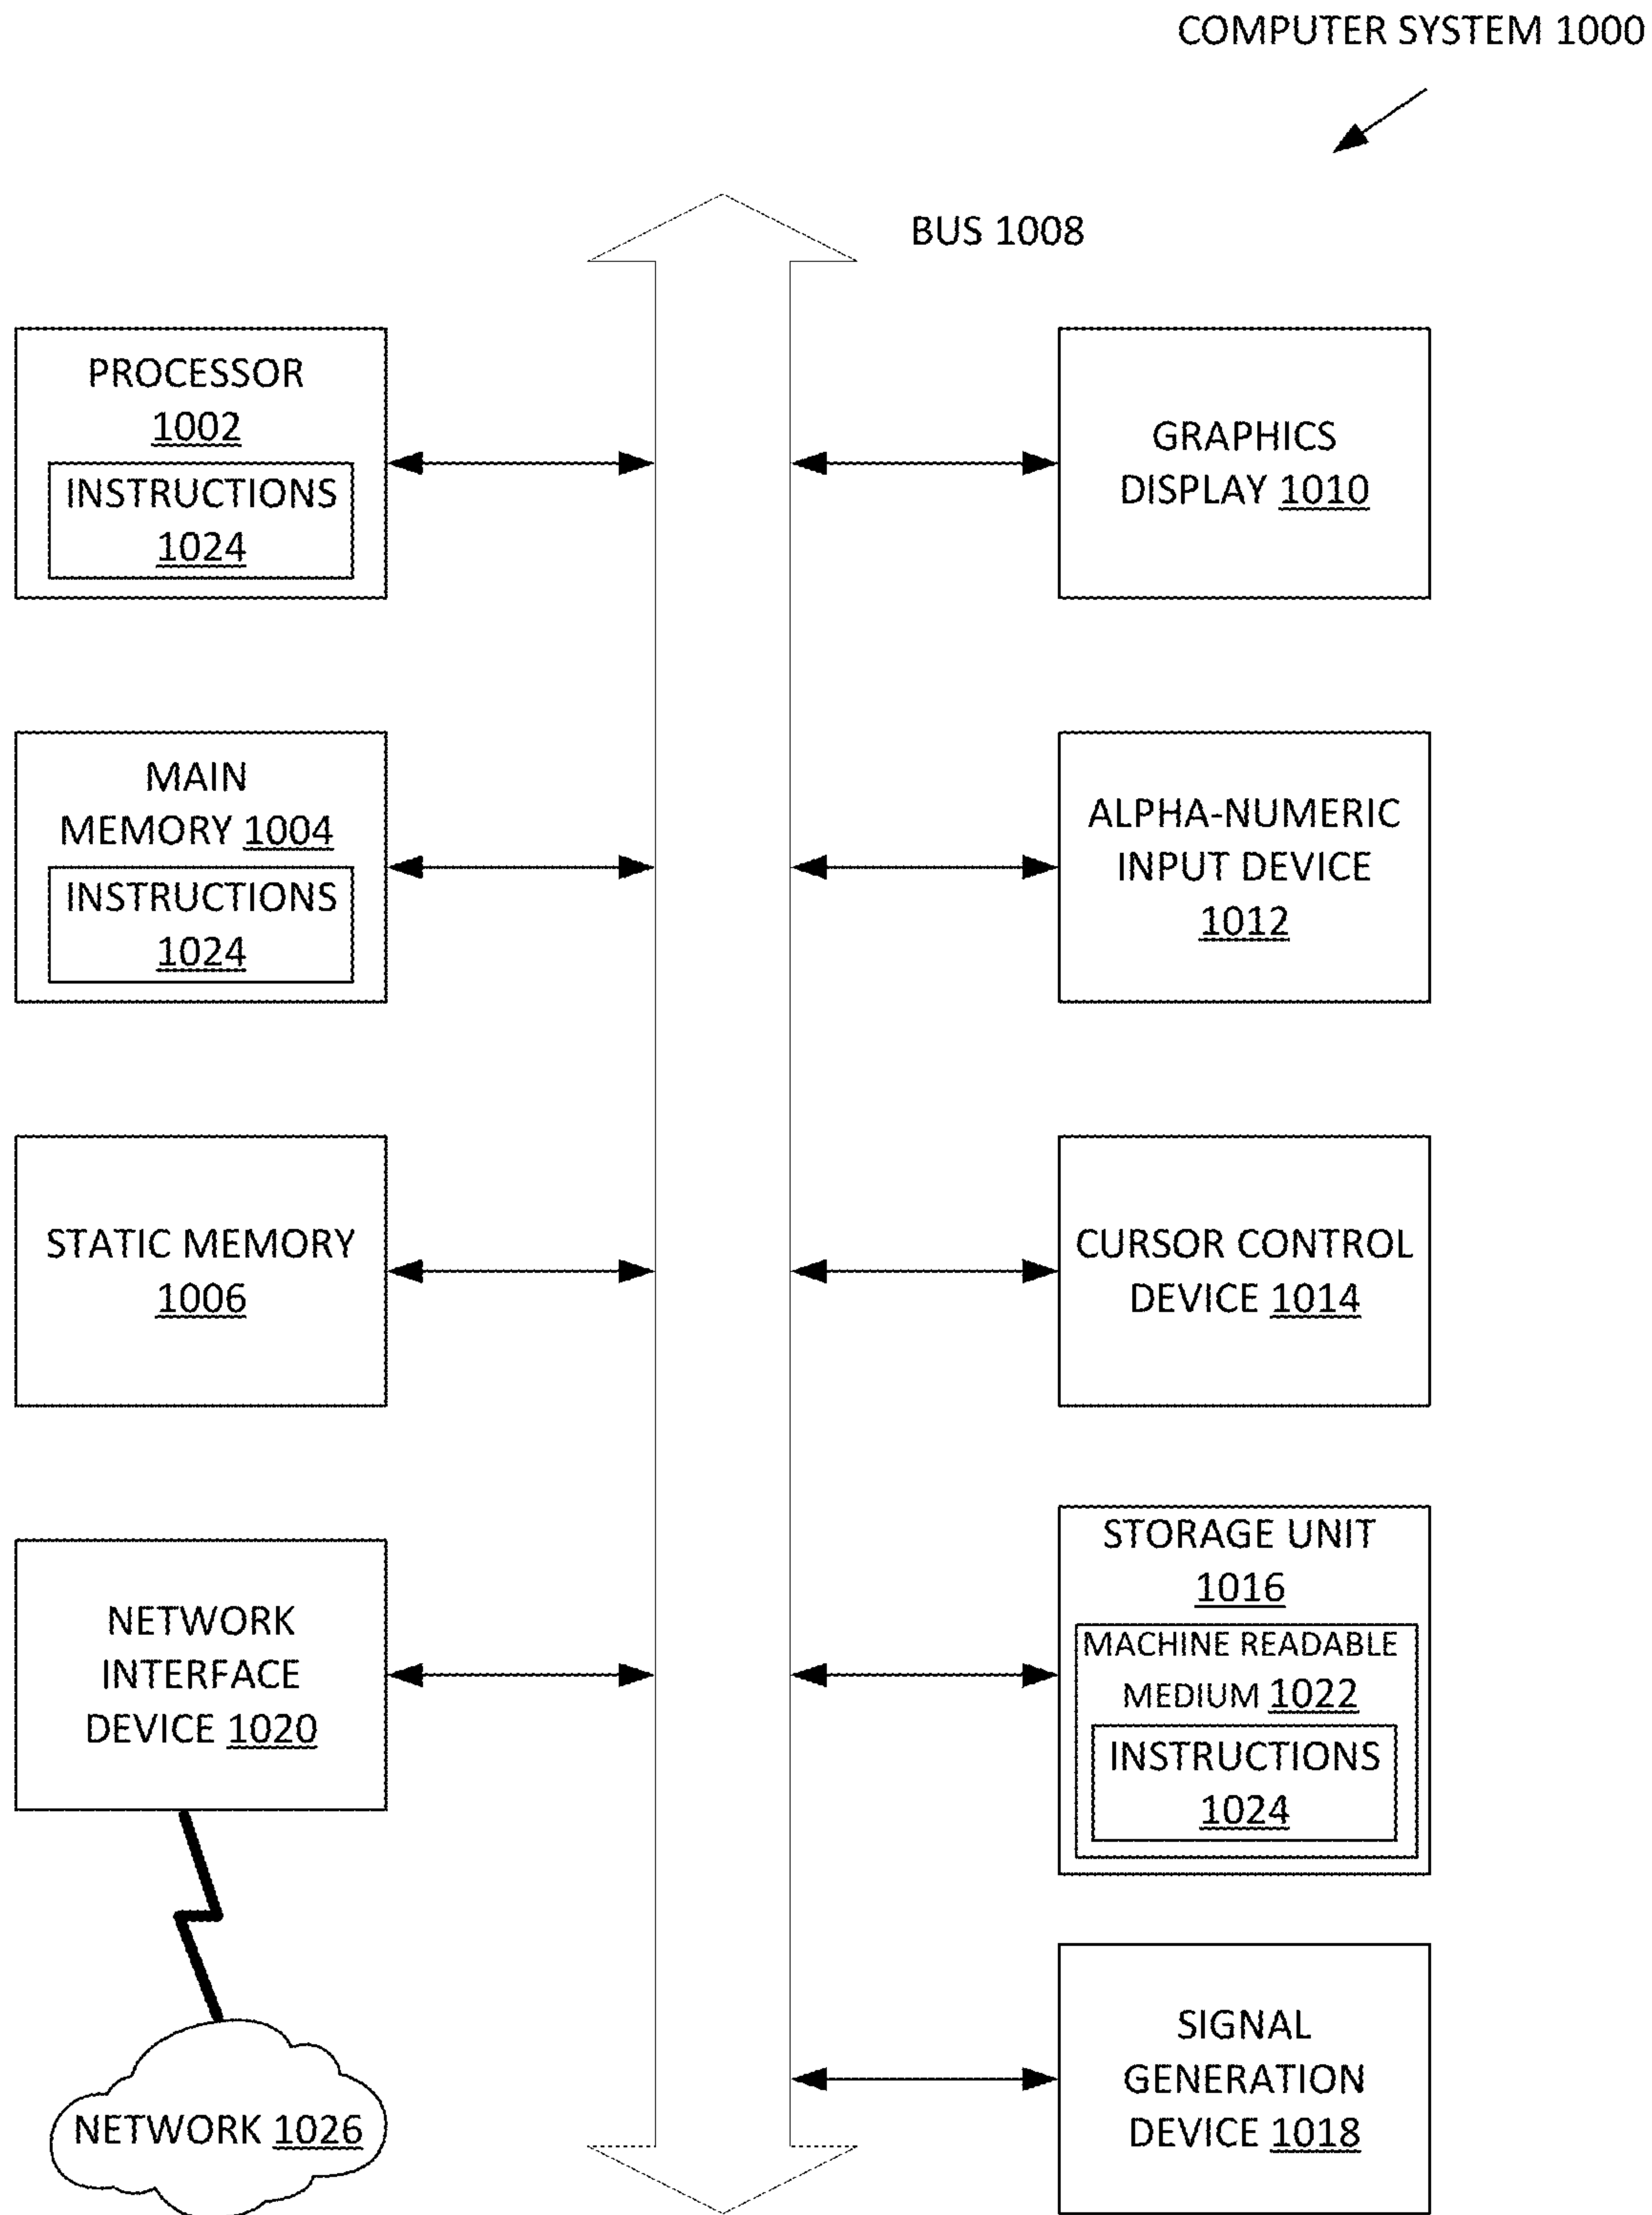 COMPUTER SYSTEM 1000
BUS 1008
PROCESSOR
1002
INSTRUCTIONS
1024
GRAPHICS
DISPLAY 1010
MAIN
MEMORY 1004
INSTRUCTIONS
1024
ALPHA-NUMERIC
INPUT DEVICE
1012
STATIC MEMORY
1006
CURSOR CONTROL
DEVICE 1014
NETWORK
INTERFACE
DEVICE 1020
STORAGE UNIT
1016
MACHINE READABLE
MEDIUM 1022
INSTRUCTIONS
1024
NETWORK 1026
SIGNAL
GENERATION
DEVICE 1018